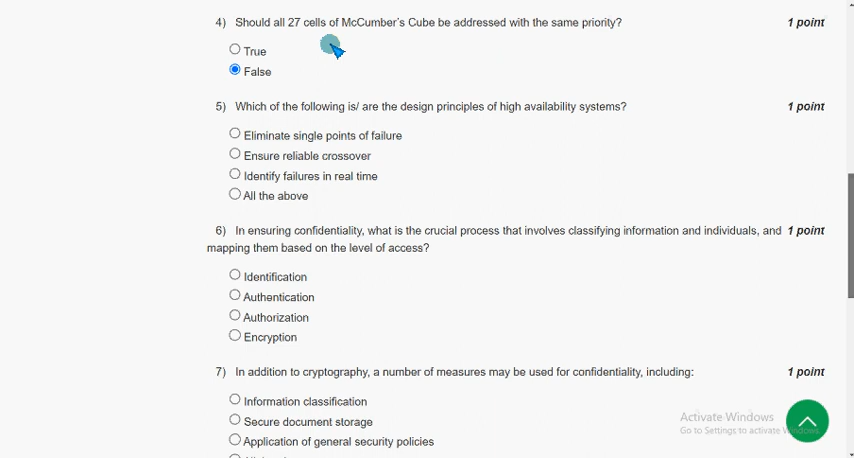 4) Should all 27 cells of McCumber's Cube be addressed with the same priority? 1 point
True
False
5) Which of the following is/ are the design principles of high availability systems? 1 point
Eliminate single points of failure
Ensure reliable crossover
Identify failures in real time
All the above
6) In ensuring confidentiality, what is the crucial process that involves classifying information and individuals, and 1 point
mapping them based on the level of access?
Identification
Authentication
Authorization
Encryption
7) In addition to cryptography, a number of measures may be used for confidentiality, including: 1 point
Information classification
Secure document storage
Application of general security policies
Activate Windows
Go to Settings to activate Windows.